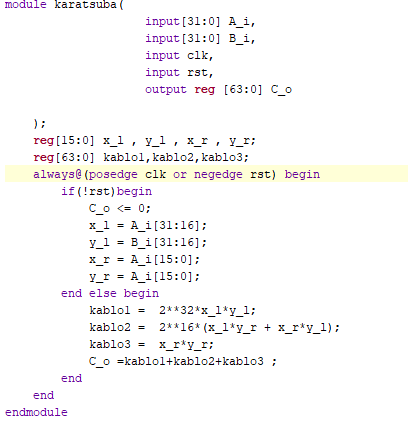 module karatsuba(
input[31:0] A_i,
input[31:0] B_i,
input clk,
input rst,
output reg [63:0] C_o
);
reg[15:0] x_l , y_l , x_r , y_r;
reg[63:0] kablo1,kablo2,kablo3;
always@(posedge clk or negedge rst) begin
if(!rst)begin
C_o <= 0;
x_l = A_i[31:16];
y_l = B_i[31:16];
x_r = A_i[15:0];
y_r = A_i[15:0];
end else begin
kablo1 = 2**32*x_l*y_l;
kablo2 = 2**16*(x_l*y_r + x_r*y_l);
kablo3 = x_r*y_r;
C_o =kablo1+kablo2+kablo3 ;
end
end
endmodule